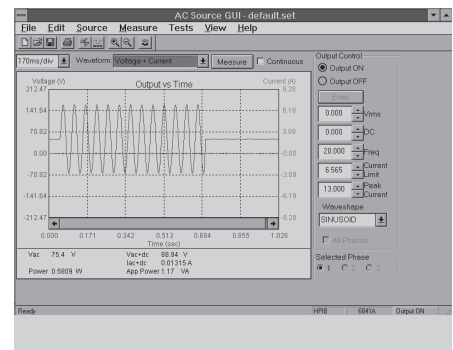 AC Source GUI - default.set
File Edit Source Measure Tests View Help
170ms/div Waveform: Voltage + Current Measure Continuous
Voltage (V) Output vs Time Current (A)
212.47 9.28
141.64 6.19
70.82 3.09
0.00 -0.00
-70.82 -3.09
-141.64 -6.19
-212.47 -9.28
0.000 0.171 0.342 0.513 0.684 0.855 1.026
Time (sec)
Vac 75.4 V Vac+dc 88.94 V
Iac+dc 0.01315 A
Power 0.5809 W App Power 1.17 VA
Output Control
Output ON
Output OFF
Enter
0.000 Vrms
0.000 DC
20.000 Freq
6.565 Current Limit
13.000 Peak Current
Waveshape
SINUSOID
All Phases
Selected Phase
1 2 3
Ready HPIB 6841A Output ON